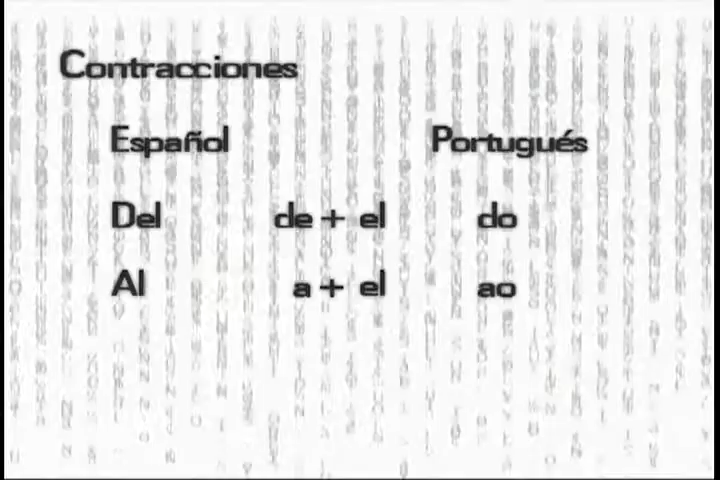 Contracciones
Español Portugués
Del de + el do
Al a + el ao